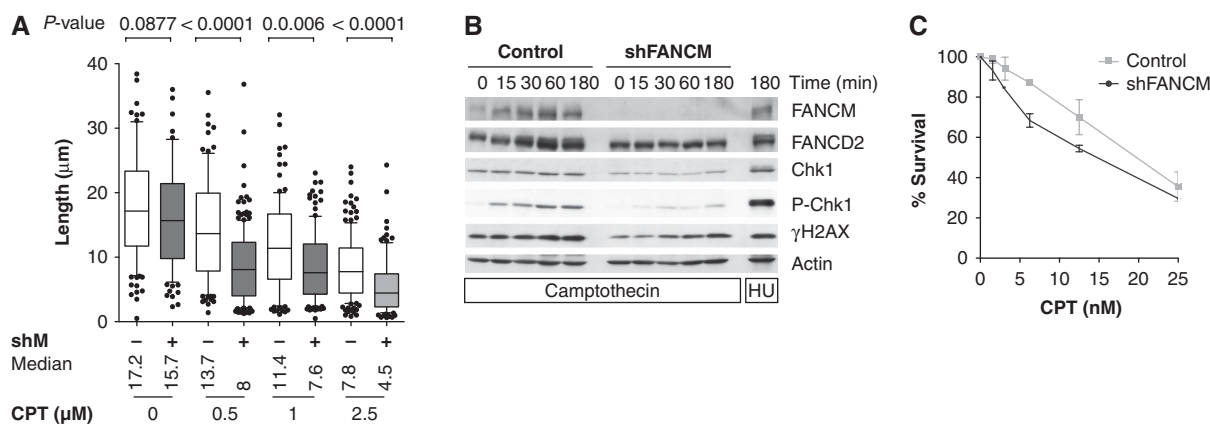 A
P-value 0.0877 < 0.0001 0.0.006 < 0.0001
Length (μm)
40
30
20
10
0
shM – + – + – + – +
Median 17.2 15.7 13.7 8 11.4 7.6 7.8 4.5
CPT (μM) 0 0.5 1 2.5
B
Control shFANCM
0 15 30 60 180 0 15 30 60 180 Time (min) 180
FANCM
FANCD2
Chk1
P-Chk1
γH2AX
Actin
Camptothecin HU
C
% Survival
100
80
60
40
20
0
0 5 10 15 20 25
CPT (nM)
Control
shFANCM